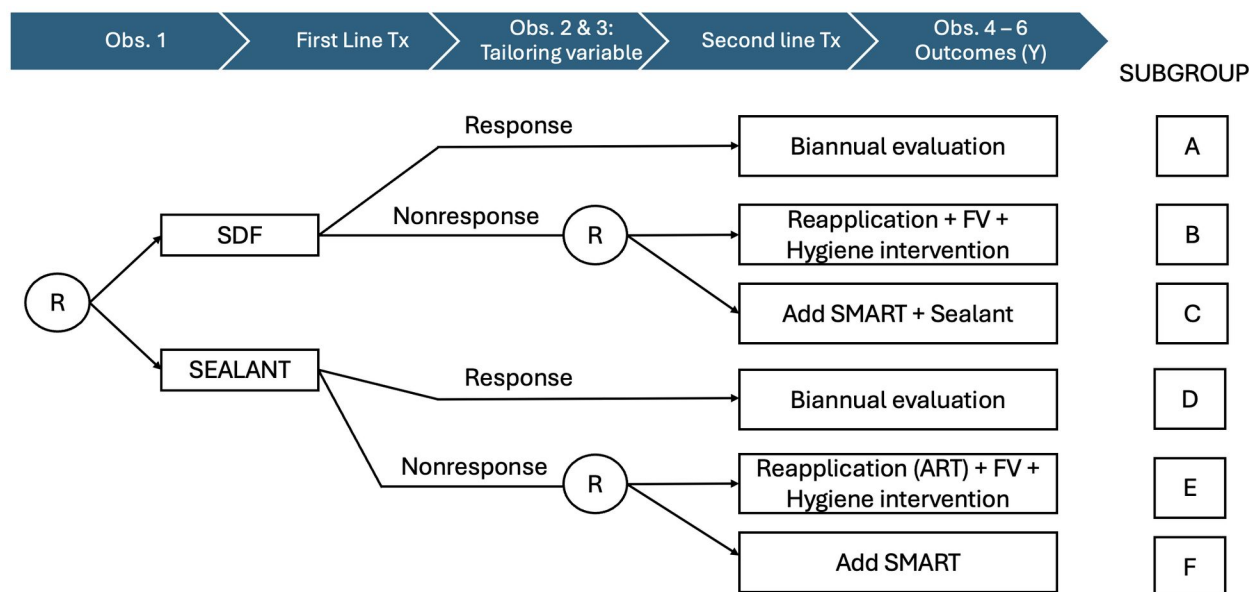 Obs. 1
First Line Tx
Obs. 2 & 3:
Tailoring variable
Second line Tx
Obs. 4 – 6
Outcomes (Y)
SUBGROUP
Response
Biannual evaluation
A
Nonresponse
SDF
R
Reapplication + FV +
Hygiene intervention
B
R
Add SMART + Sealant
C
SEALANT
Response
Biannual evaluation
D
Nonresponse
R
Reapplication (ART) + FV +
Hygiene intervention
E
Add SMART
F